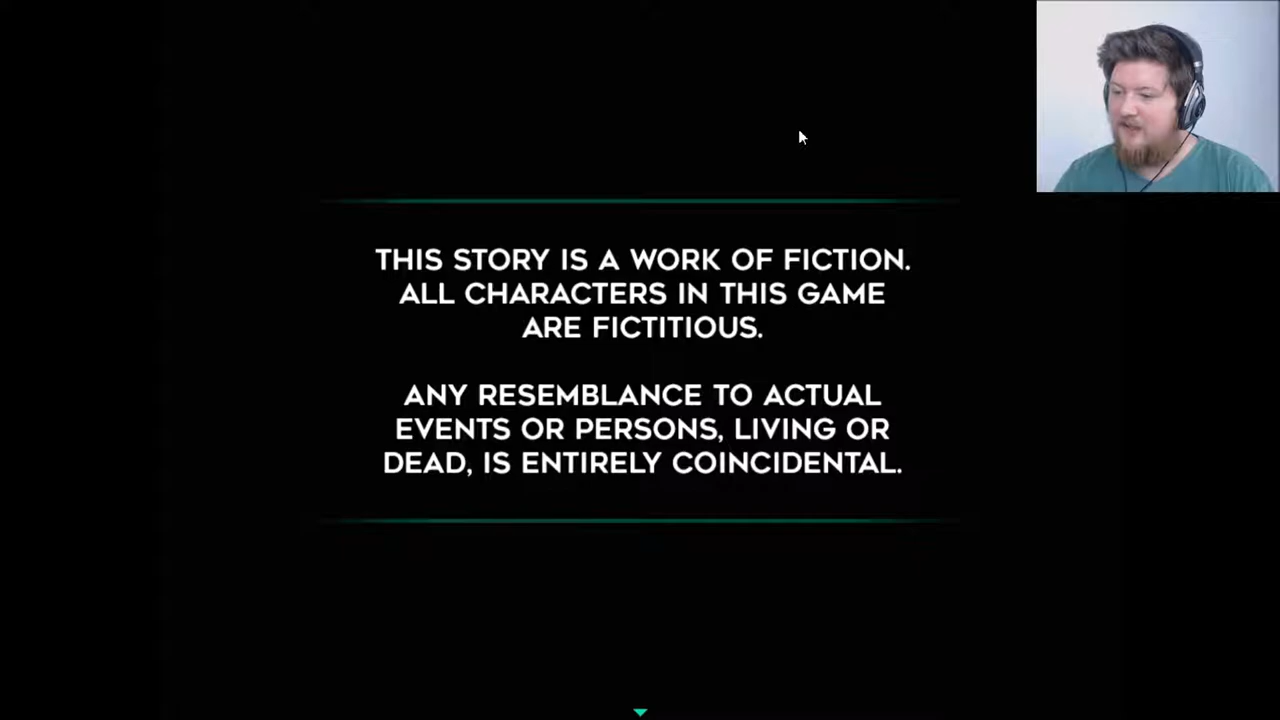 THIS STORY IS A WORK OF FICTION.
ALL CHARACTERS IN THIS GAME
ARE FICTITIOUS.
ANY RESEMBLANCE TO ACTUAL
EVENTS OR PERSONS, LIVING OR
DEAD, IS ENTIRELY COINCIDENTAL.